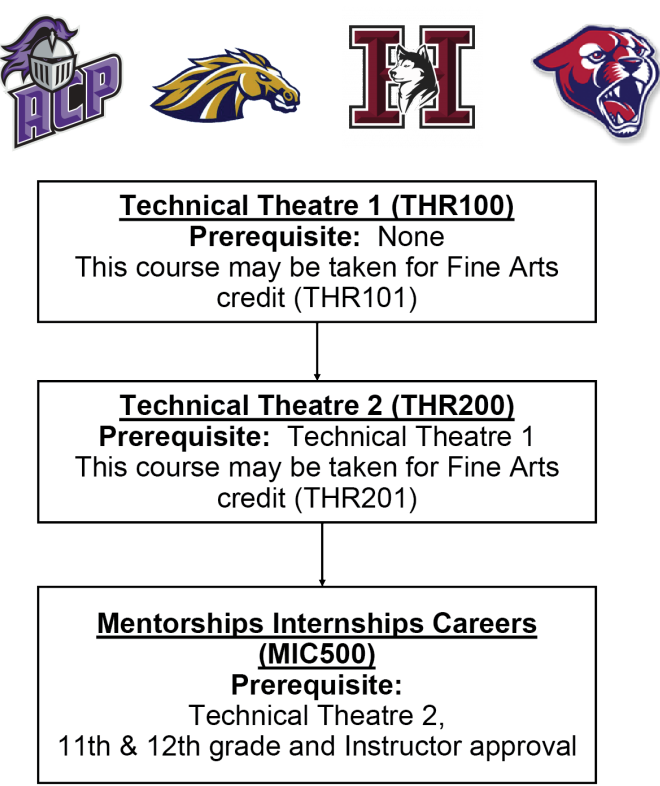 ACP
H
Technical Theatre 1 (THR100)
Prerequisite:  None
This course may be taken for Fine Arts
credit (THR101)
Technical Theatre 2 (THR200)
Prerequisite:  Technical Theatre 1
This course may be taken for Fine Arts
credit (THR201)
Mentorships Internships Careers
(MIC500)
Prerequisite:
Technical Theatre 2,
11th & 12th grade and Instructor approval